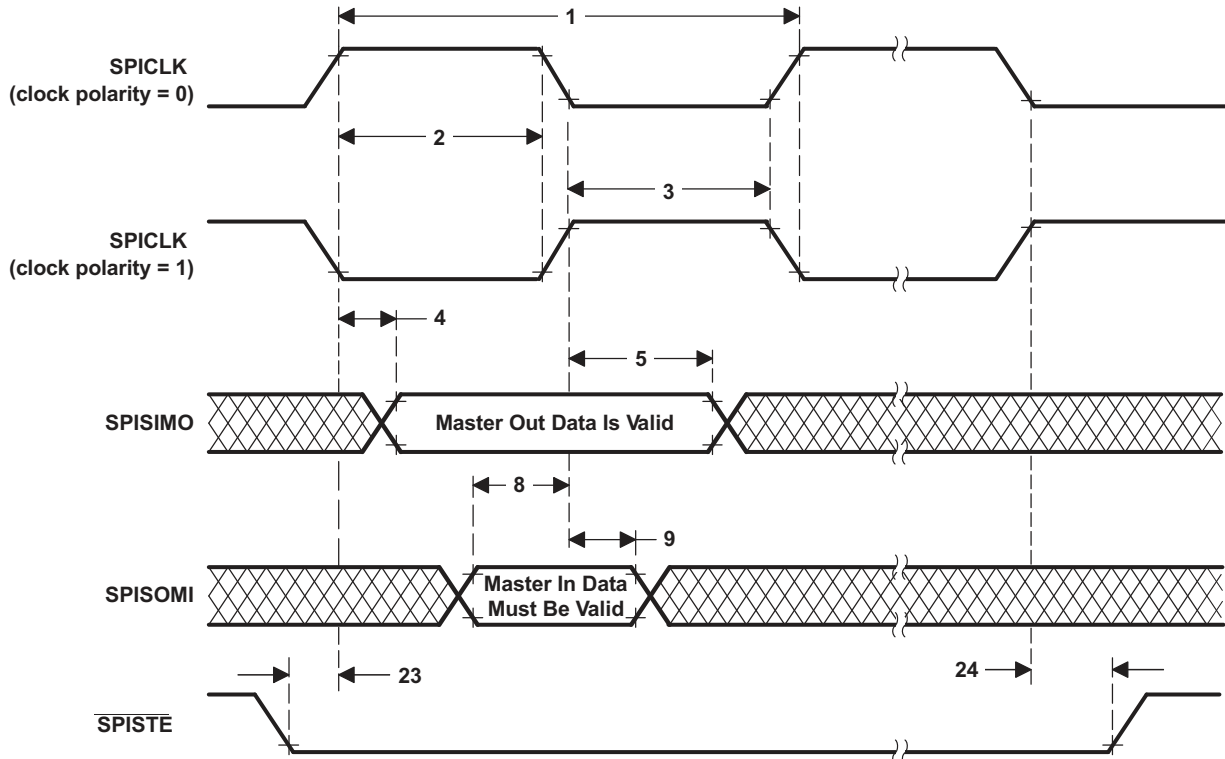 1
SPICLK
(clock polarity = 0)
2
3
SPICLK
(clock polarity = 1)
4
5
SPISIMO
Master Out Data Is Valid
8
9
SPISOMI
Master In Data
Must Be Valid
23
24
SPISTE